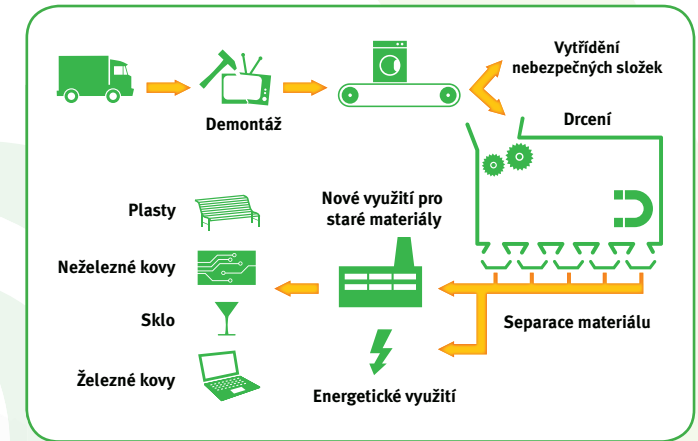 Vytřídění
nebezpečných složek
Demontáž
Drcení
Nové využití pro
staré materiály
Plasty
Neželezné kovy
Sklo
Železné kovy
Separace materiálu
Energetické využití